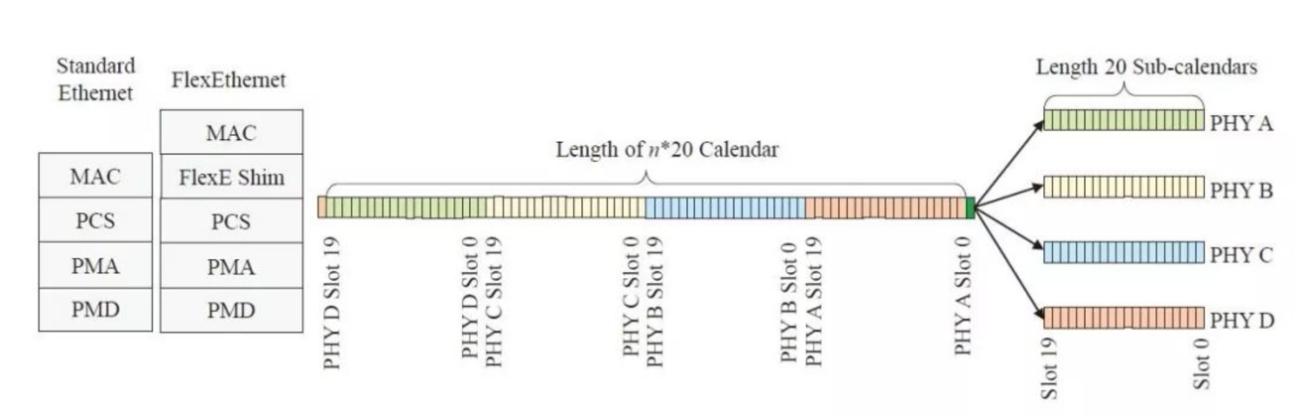 Standard
Ethernet
FlexEthernet
MAC
PCS
PMA
PMD
MAC
FlexE Shim
PCS
PMA
PMD
Length of n*20 Calendar
PHY D Slot 19
PHY D Slot 0
PHY C Slot 19
PHY C Slot 0
PHY B Slot 19
PHY B Slot 0
PHY A Slot 19
PHY A Slot 0
Length 20 Sub-calendars
PHY A
PHY B
PHY C
PHY D
Slot 19
Slot 0